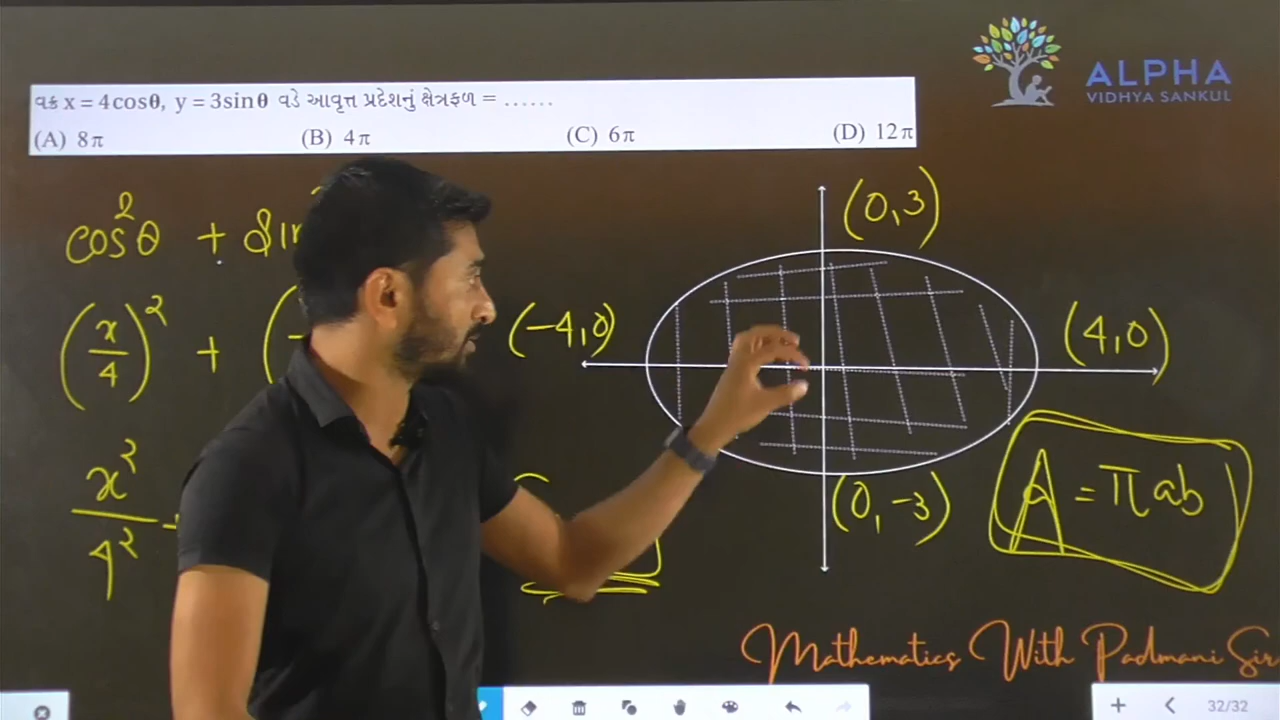 ALPHA
VIDHYA SANKUL
વક્ર x = 4cosθ, y = 3sinθ વડે આવૃત્ત પ્રદેશનું ક્ષેત્રફળ = ......
(A) 8π (B) 4π (C) 6π (D) 12π
cos²θ + sin
(0,3)
(x/4)² + (
(-4,0)
(4,0)
x²/4²
(0,-3)
A = πab
Mathematics With Padmani Sir
32/32